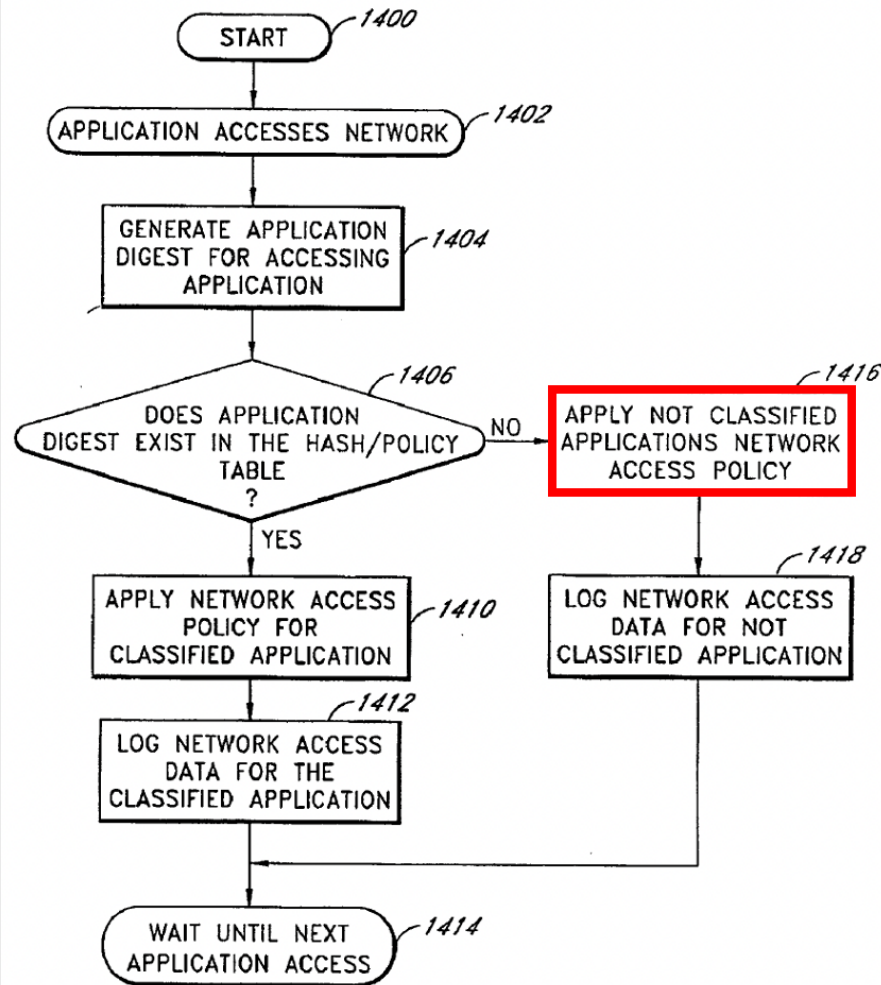 START
1400
APPLICATION ACCESSES NETWORK
1402
GENERATE APPLICATION
DIGEST FOR ACCESSING
APPLICATION
1404
1406
DOES APPLICATION
DIGEST EXIST IN THE HASH/POLICY
TABLE
?
NO
1416
APPLY NOT CLASSIFIED
APPLICATIONS NETWORK
ACCESS POLICY
YES
APPLY NETWORK ACCESS
POLICY FOR
CLASSIFIED APPLICATION
1410
1418
LOG NETWORK ACCESS
DATA FOR NOT
CLASSIFIED APPLICATION
1412
LOG NETWORK ACCESS
DATA FOR THE
CLASSIFIED APPLICATION
WAIT UNTIL NEXT
APPLICATION ACCESS
1414